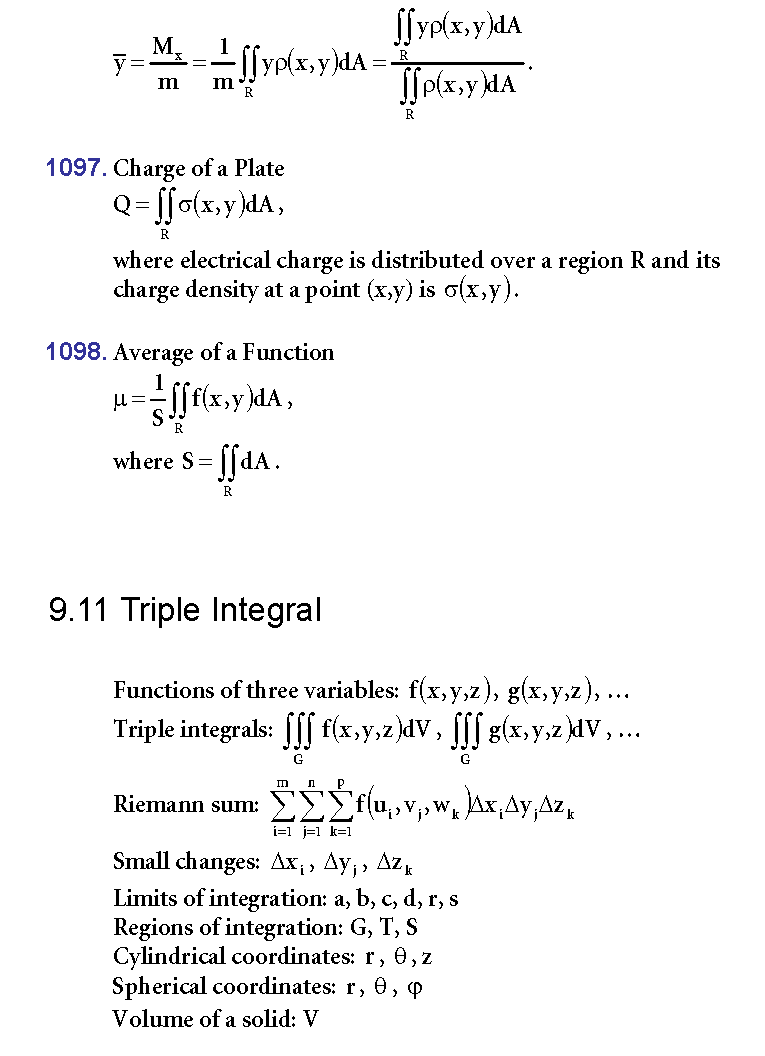 y̅ = Mₓ/m = 1/m ∬_R yρ(x,y)dA = ∬_R yρ(x,y)dA / ∬_R ρ(x,y)dA .
1097. Charge of a Plate
Q = ∬_R σ(x,y)dA ,
where electrical charge is distributed over a region R and its
charge density at a point (x,y) is σ(x,y).
1098. Average of a Function
μ = 1/S ∬_R f(x,y)dA ,
where S = ∬_R dA .
9.11 Triple Integral
Functions of three variables: f(x,y,z), g(x,y,z), …
Triple integrals: ∭_G f(x,y,z)dV , ∭_G g(x,y,z)dV , …
Riemann sum: ∑_{i=1}^{m} ∑_{j=1}^{n} ∑_{k=1}^{p} f(u_i, v_j, w_k)Δx_iΔy_jΔz_k
Small changes: Δx_i, Δy_j, Δz_k
Limits of integration: a, b, c, d, r, s
Regions of integration: G, T, S
Cylindrical coordinates: r, θ, z
Spherical coordinates: r, θ, φ
Volume of a solid: V